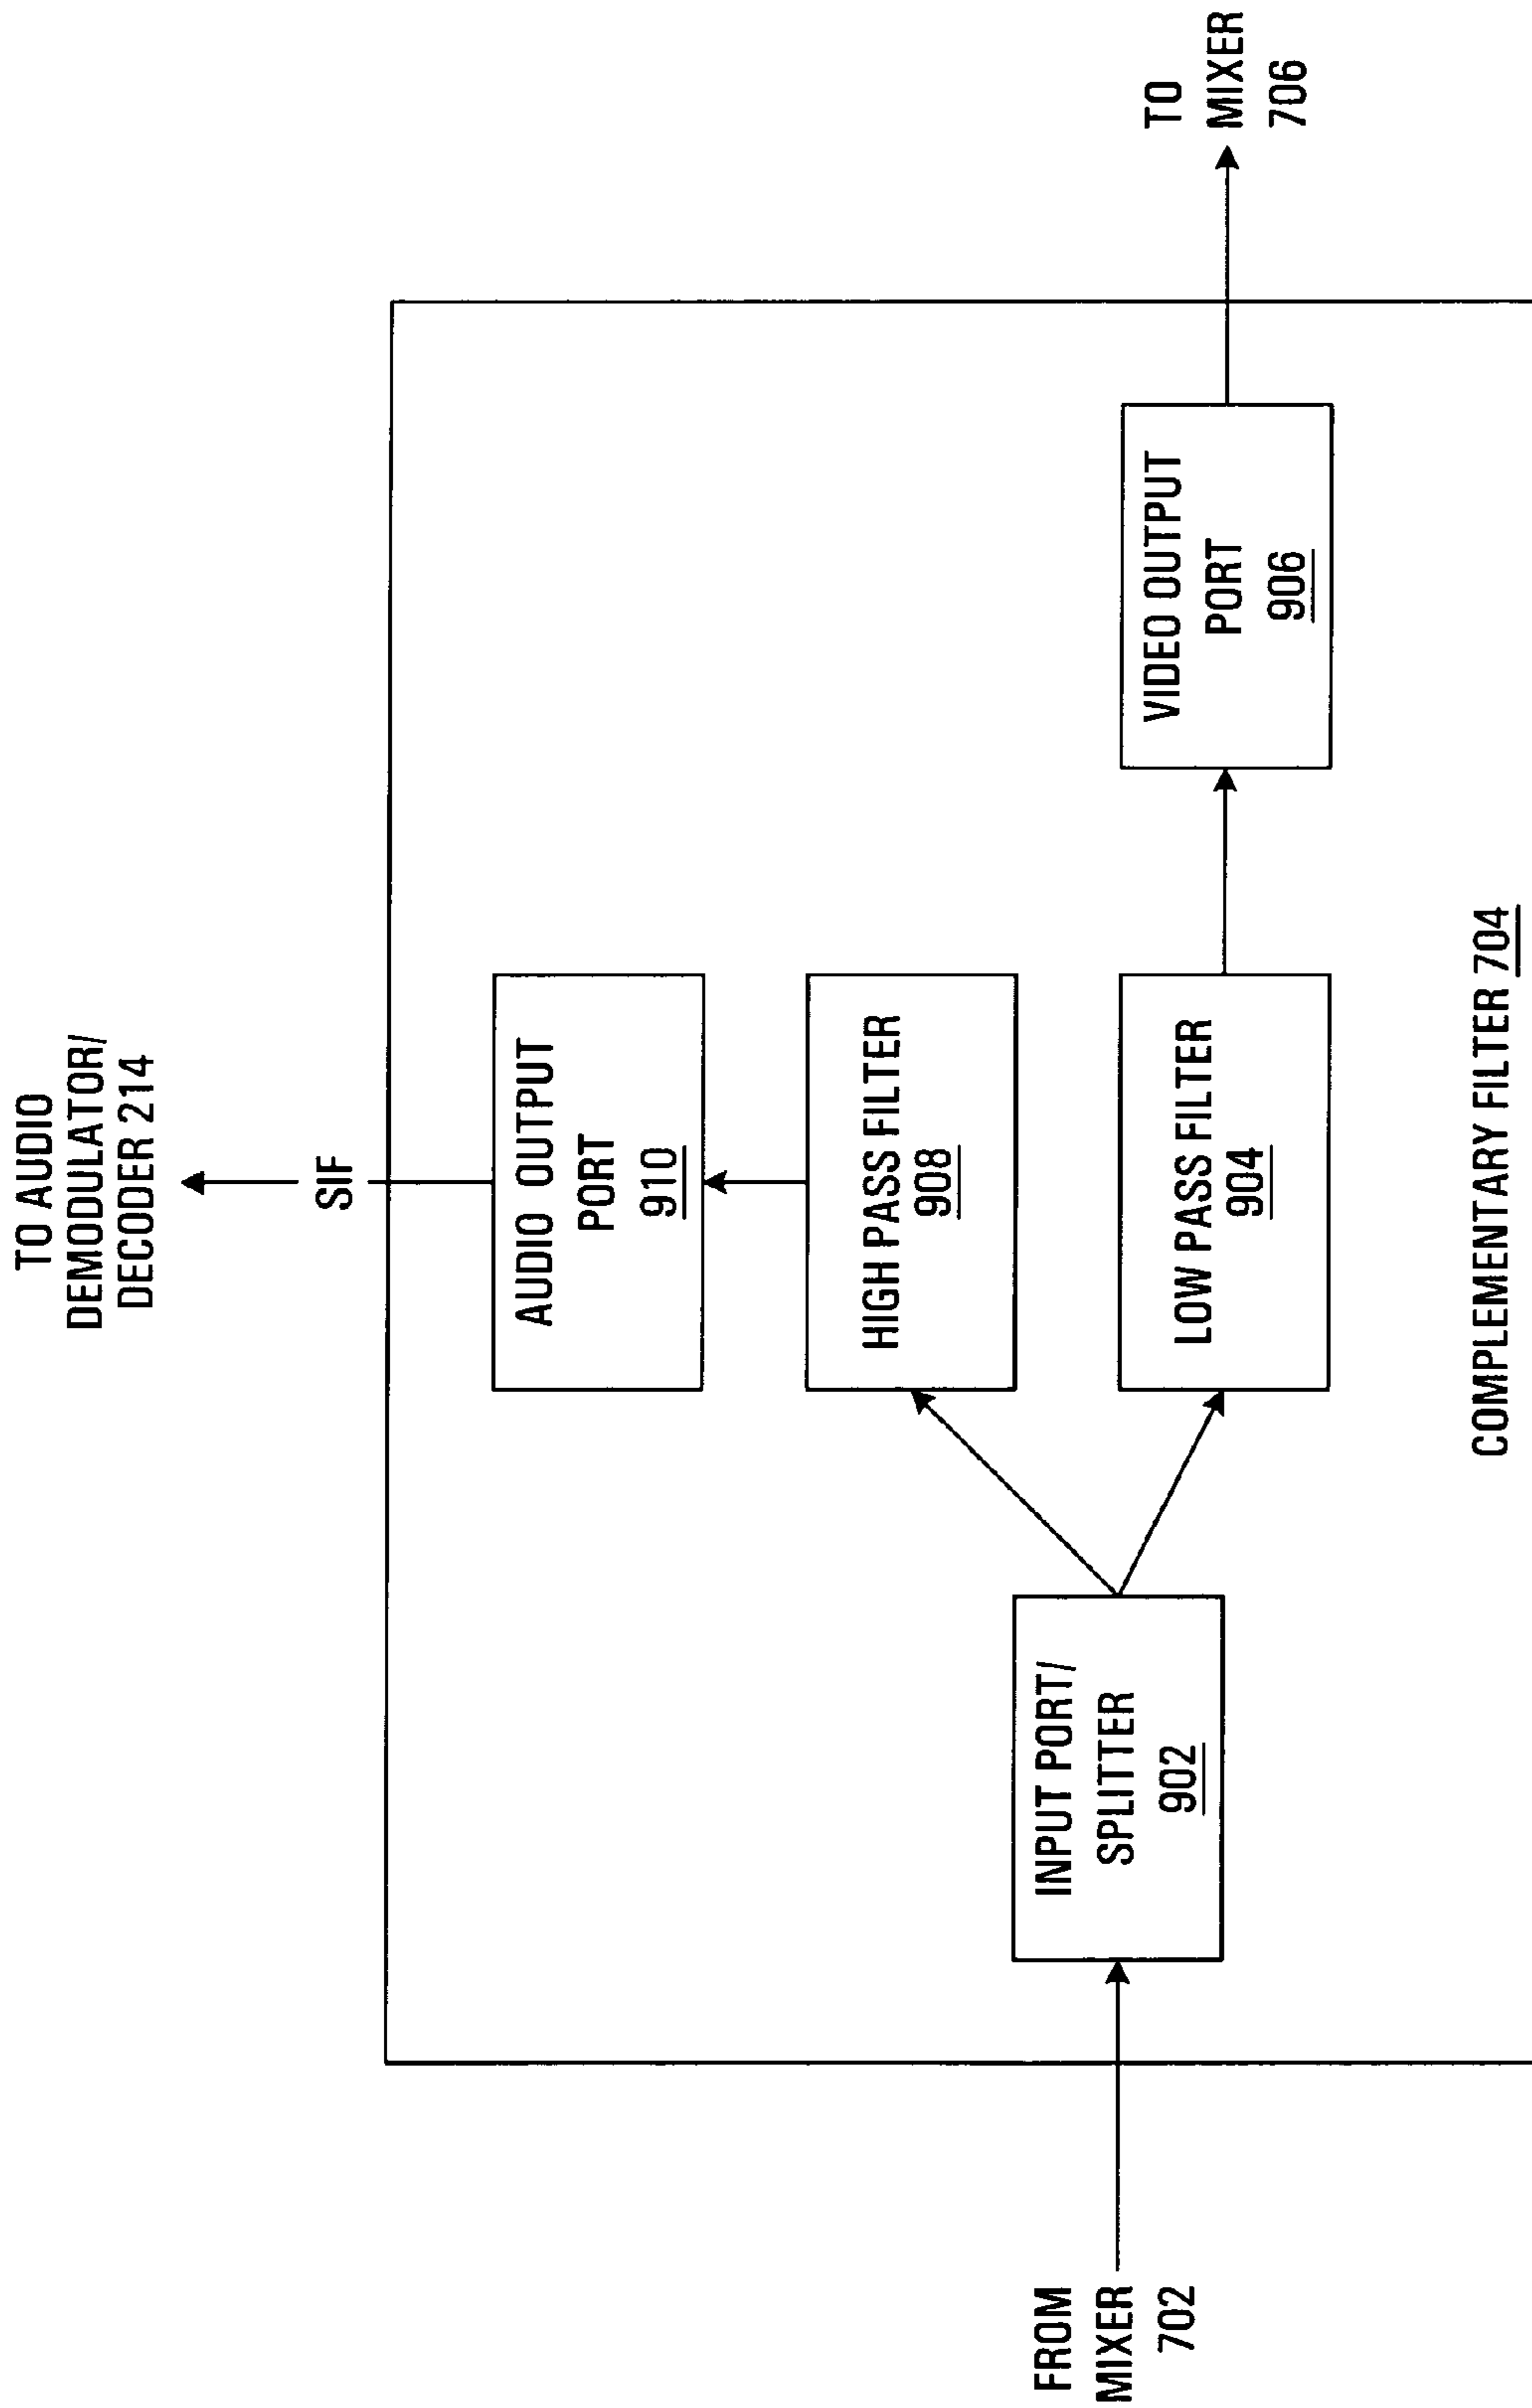 TO AUDIO
DEMODULATOR/
DECODER 214
SIF
AUDIO OUTPUT
PORT
910
HIGH PASS FILTER
908
FROM
MIXER
702
INPUT PORT/
SPLITTER
902
LOW PASS FILTER
904
VIDEO OUTPUT
PORT
906
TO
MIXER
706
COMPLEMENTARY FILTER 704